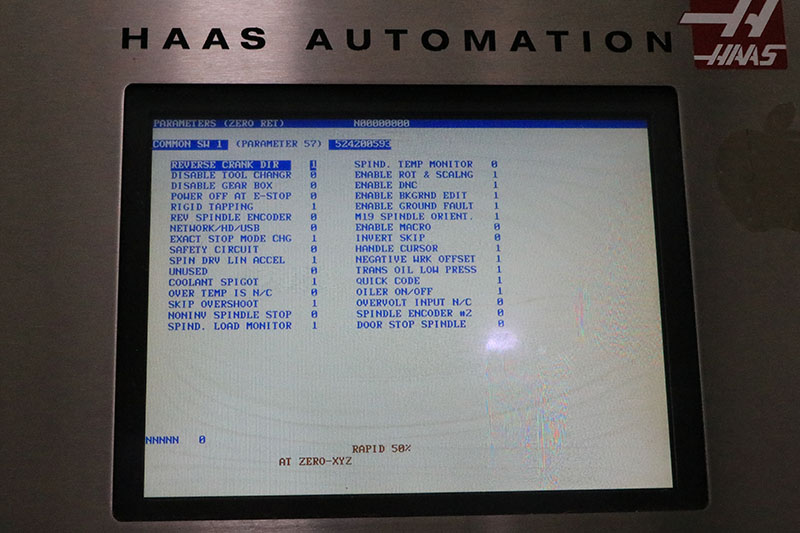 HAAS AUTOMATION
HAAS
PARAMETERS (ZERO RET) N00000000
COMMON SW 1 (PARAMETER 57) 524200593
REVERSE CRANK DIR 1
DISABLE TOOL CHANGR 0
DISABLE GEAR BOX 0
POWER OFF AT E-STOP 0
RIGID TAPPING 1
REV SPINDLE ENCODER 0
NETWORK/HD/USB 0
EXACT STOP MODE CHG 1
SAFETY CIRCUIT 0
SPIN DRV LIN ACCEL 1
UNUSED 0
COOLANT SPIGOT 1
OVER TEMP IS N/C 0
SKIP OVERSHOOT 1
NONINV SPINDLE STOP 0
SPIND. LOAD MONITOR 1
SPIND. TEMP MONITOR 0
ENABLE ROT & SCALNG 1
ENABLE DNC 1
ENABLE BKGRND EDIT 1
ENABLE GROUND FAULT 1
M19 SPINDLE ORIENT. 1
ENABLE MACRO 0
INVERT SKIP 0
HANDLE CURSOR 1
NEGATIVE WRK OFFSET 1
TRANS OIL LOW PRESS 1
QUICK CODE 1
OILER ON/OFF 1
OVERVOLT INPUT N/C 0
SPINDLE ENCODER #2 0
DOOR STOP SPINDLE 0
NNNNN 0
RAPID 50%
AT ZERO-XYZ